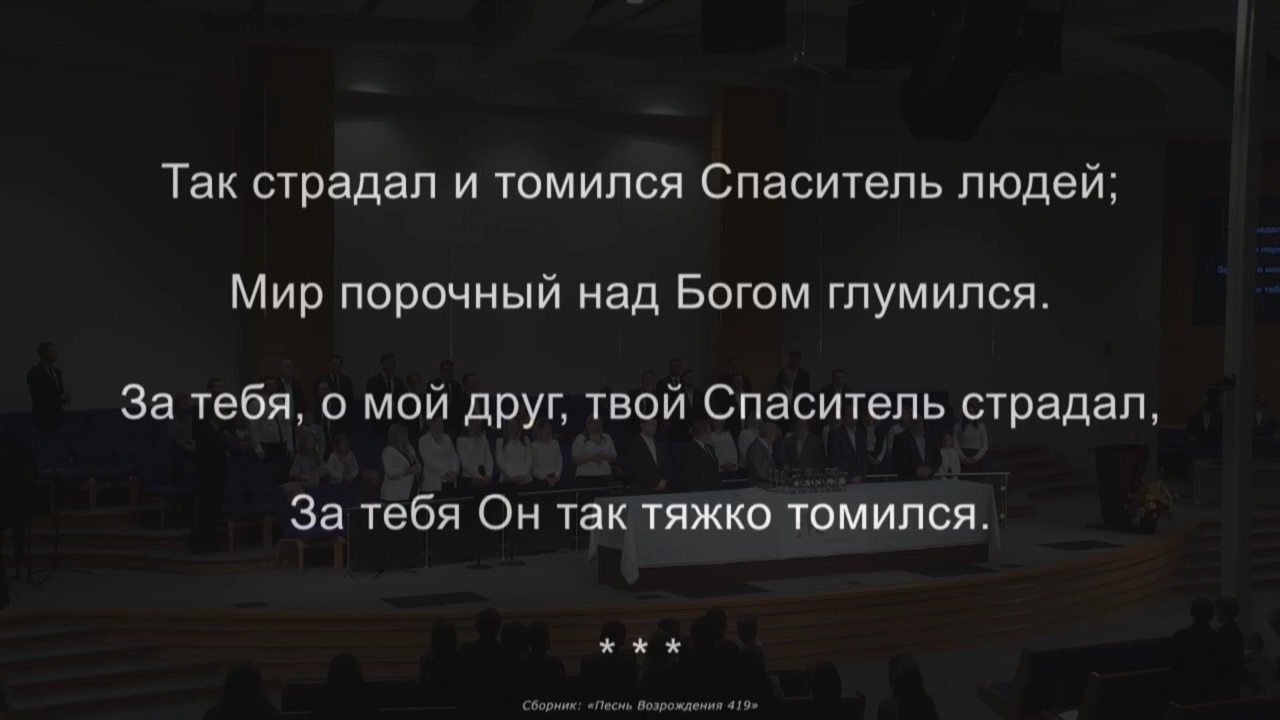 Так страдал и томился Спаситель людей;
Мир порочный над Богом глумился.
За тебя, о мой друг, твой Спаситель страдал,
За тебя Он так тяжко томился.
* * *
Сборник: «Песнь Возрождения 419»